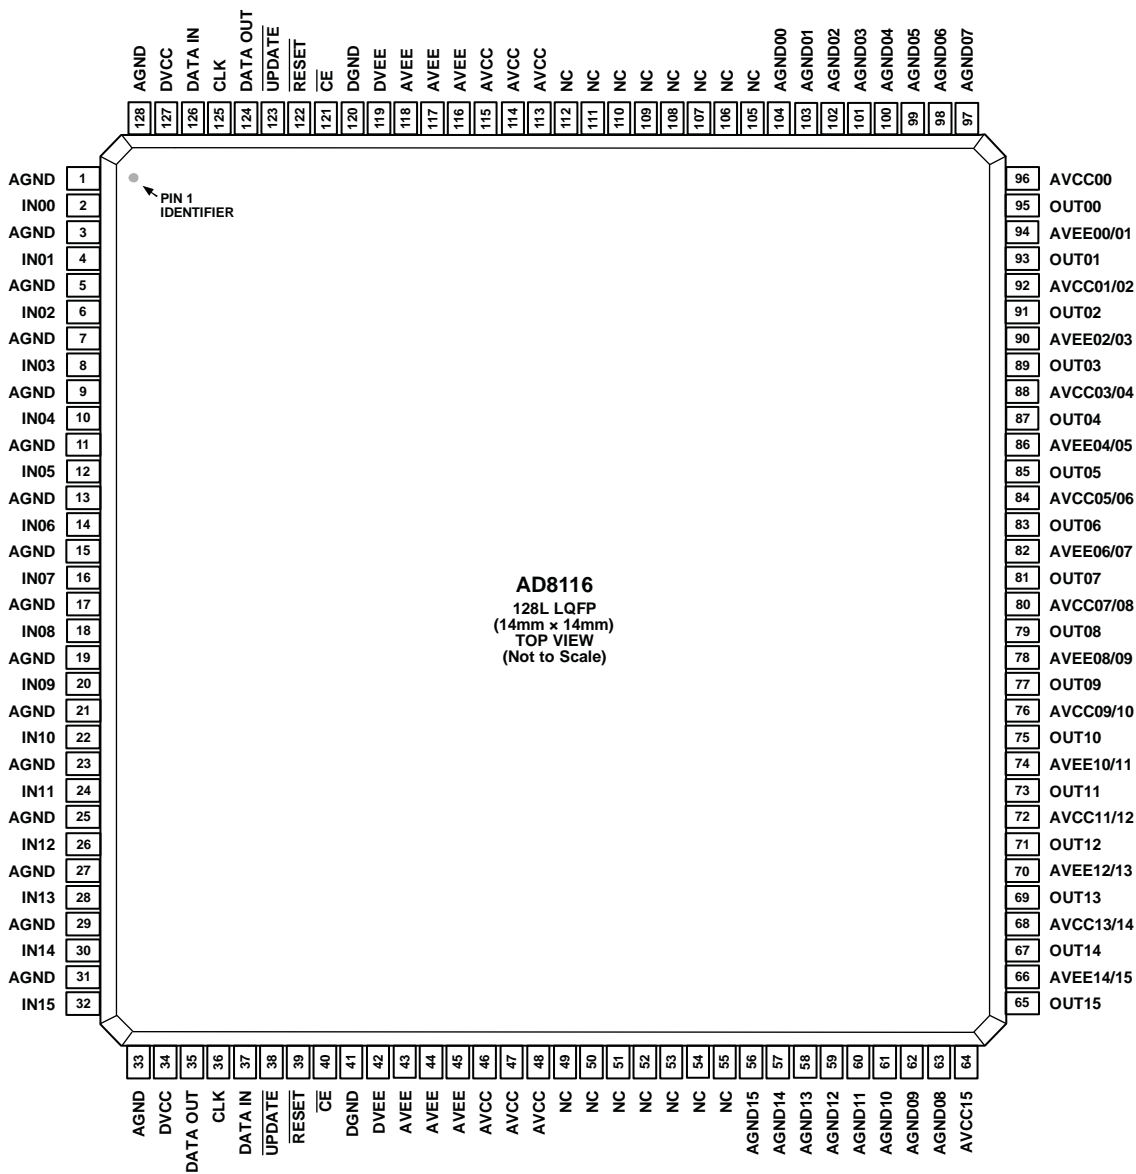 AGND
DVCC
DATA IN
CLK
DATA OUT
UPDATE
RESET
CE
DGND
DVEE
AVEE
AVEE
AVEE
AVCC
AVCC
AVCC
NC
NC
NC
NC
NC
NC
NC
NC
AGND00
AGND01
AGND02
AGND03
AGND04
AGND05
AGND06
AGND07
128
127
126
125
124
123
122
121
120
119
118
117
116
115
114
113
112
111
110
109
108
107
106
105
104
103
102
101
100
99
98
97
AGND 1
IN00 2
AGND 3
IN01 4
AGND 5
IN02 6
AGND 7
IN03 8
AGND 9
IN04 10
AGND 11
IN05 12
AGND 13
IN06 14
AGND 15
IN07 16
AGND 17
IN08 18
AGND 19
IN09 20
AGND 21
IN10 22
AGND 23
IN11 24
AGND 25
IN12 26
AGND 27
IN13 28
AGND 29
IN14 30
AGND 31
IN15 32
PIN 1
IDENTIFIER
AD8116
128L LQFP
(14mm × 14mm)
TOP VIEW
(Not to Scale)
96 AVCC00
95 OUT00
94 AVEE00/01
93 OUT01
92 AVCC01/02
91 OUT02
90 AVEE02/03
89 OUT03
88 AVCC03/04
87 OUT04
86 AVEE04/05
85 OUT05
84 AVCC05/06
83 OUT06
82 AVEE06/07
81 OUT07
80 AVCC07/08
79 OUT08
78 AVEE08/09
77 OUT09
76 AVCC09/10
75 OUT10
74 AVEE10/11
73 OUT11
72 AVCC11/12
71 OUT12
70 AVEE12/13
69 OUT13
68 AVCC13/14
67 OUT14
66 AVEE14/15
65 OUT15
33
34
35
36
37
38
39
40
41
42
43
44
45
46
47
48
49
50
51
52
53
54
55
56
57
58
59
60
61
62
63
64
AGND
DVCC
DATA OUT
CLK
DATA IN
UPDATE
RESET
CE
DGND
DVEE
AVEE
AVEE
AVEE
AVCC
AVCC
AVCC
NC
NC
NC
NC
NC
NC
NC
AGND15
AGND14
AGND13
AGND12
AGND11
AGND10
AGND09
AGND08
AVCC15